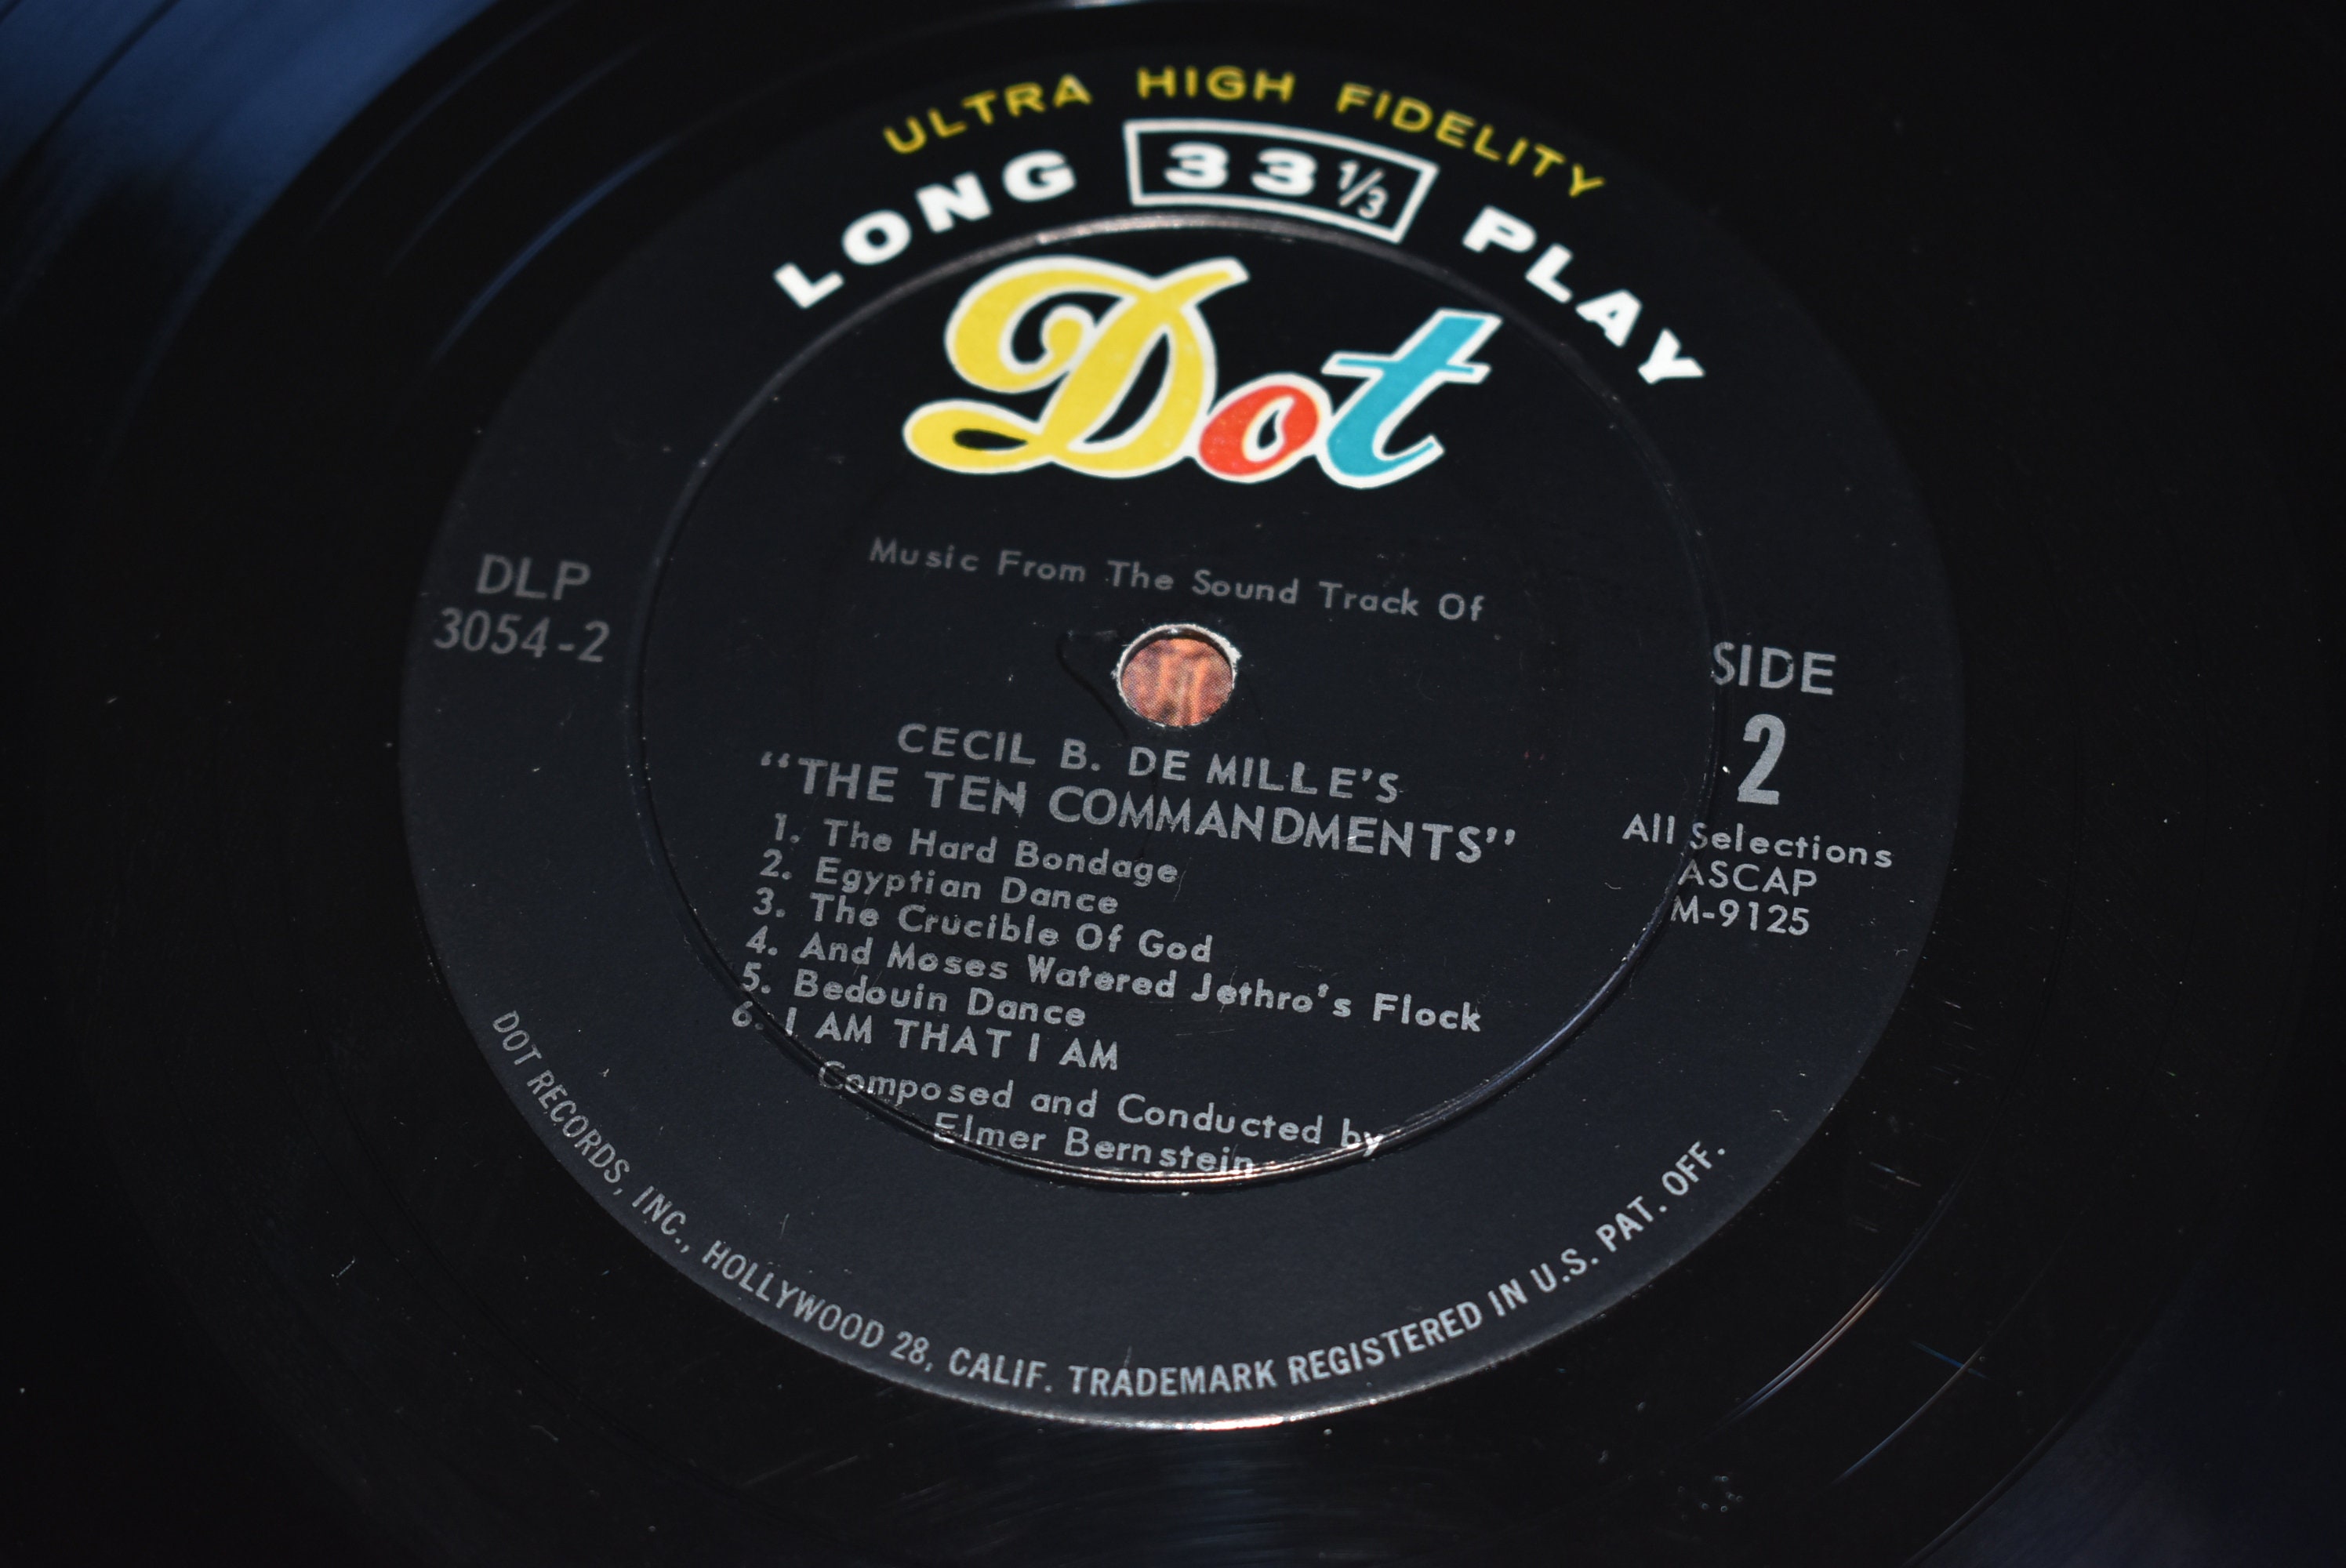 ULTRA HIGH FIDELITY
LONG 33 1/3 PLAY
Dot
Music From The Sound Track Of
DLP
3054-2
SIDE
2
All Selections
ASCAP
M-9125
CECIL B. DE MILLE'S
“THE TEN COMMANDMENTS”
1. The Hard Bondage
2. Egyptian Dance
3. The Crucible Of God
4. And Moses Watered Jethro's Flock
5. Bedouin Dance
6. I AM THAT I AM
Composed and Conducted by
Elmer Bernstein
DOT RECORDS, INC., HOLLYWOOD 28, CALIF. TRADEMARK REGISTERED IN U.S. PAT. OFF.